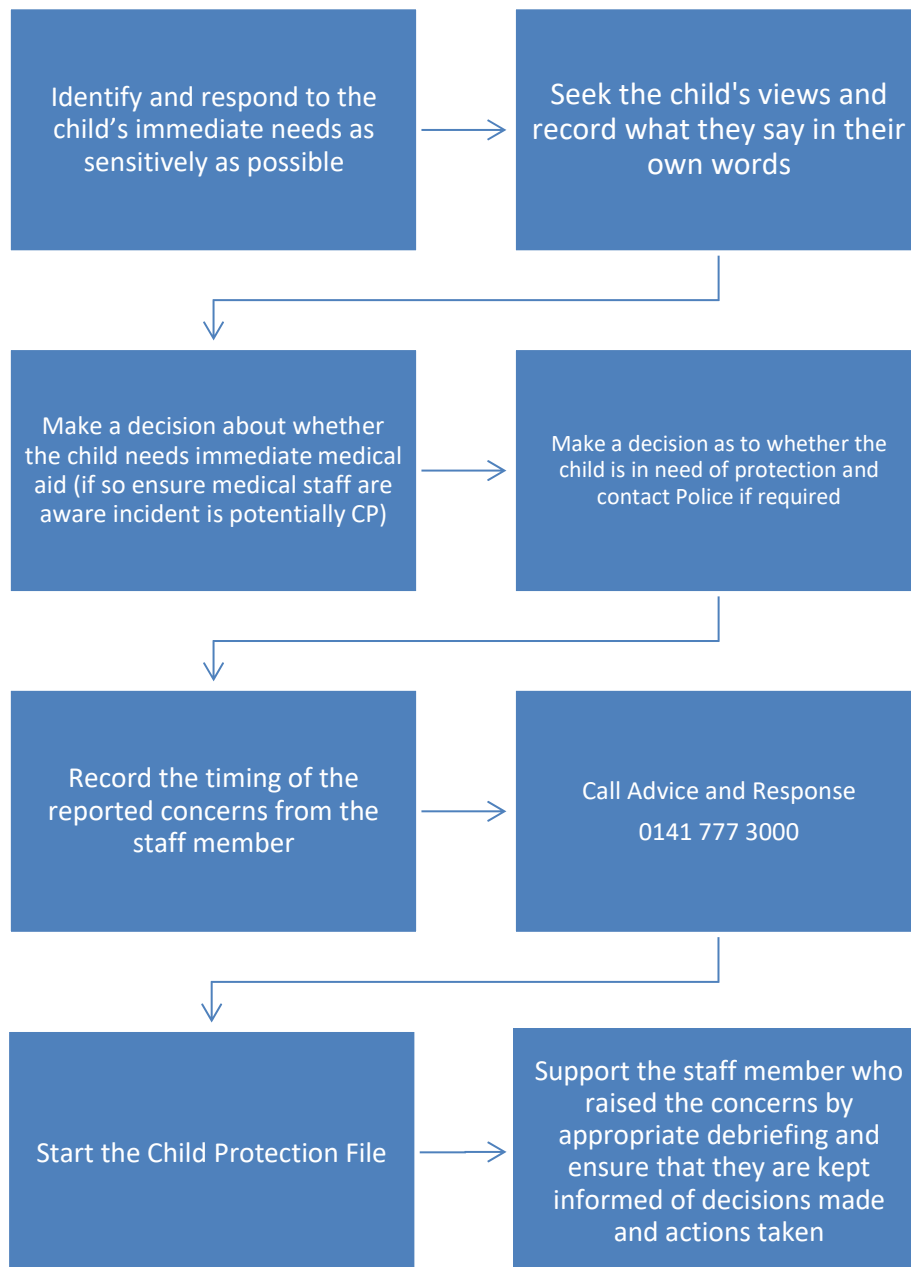 Identify and respond to the
child’s immediate needs as
sensitively as possible
Seek the child's views and
record what they say in their
own words
Make a decision about whether
the child needs immediate medical
aid (if so ensure medical staff are
aware incident is potentially CP)
Make a decision as to whether the
child is in need of protection and
contact Police if required
Record the timing of the
reported concerns from the
staff member
Call Advice and Response
0141 777 3000
Start the Child Protection File
Support the staff member who
raised the concerns by
appropriate debriefing and
ensure that they are kept
informed of decisions made
and actions taken